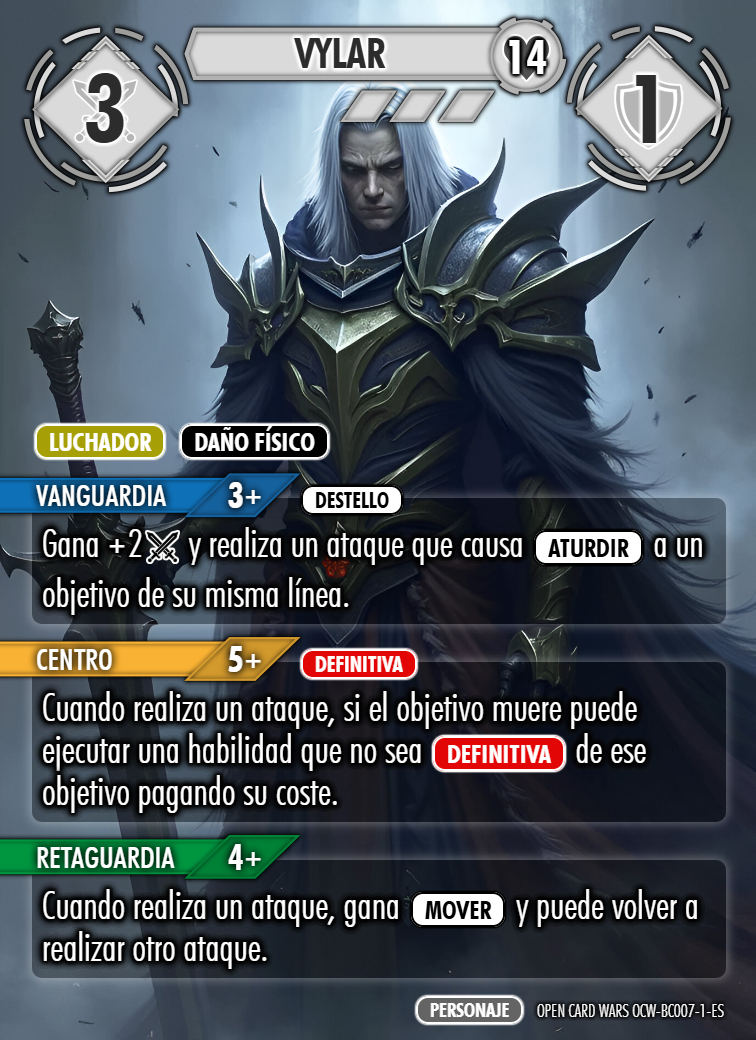 VYLAR
14
3
1
LUCHADOR DAÑO FÍSICO
VANGUARDIA 3+ DESTELLO
Gana +2 y realiza un ataque que causa ATURDIR a un
objetivo de su misma línea.
CENTRO 5+ DEFINITIVA
Cuando realiza un ataque, si el objetivo muere puede
ejecutar una habilidad que no sea DEFINITIVA de ese
objetivo pagando su coste.
RETAGUARDIA 4+
Cuando realiza un ataque, gana MOVER y puede volver a
realizar otro ataque.
PERSONAJE OPEN CARD WARS OCW-BC007-1-ES